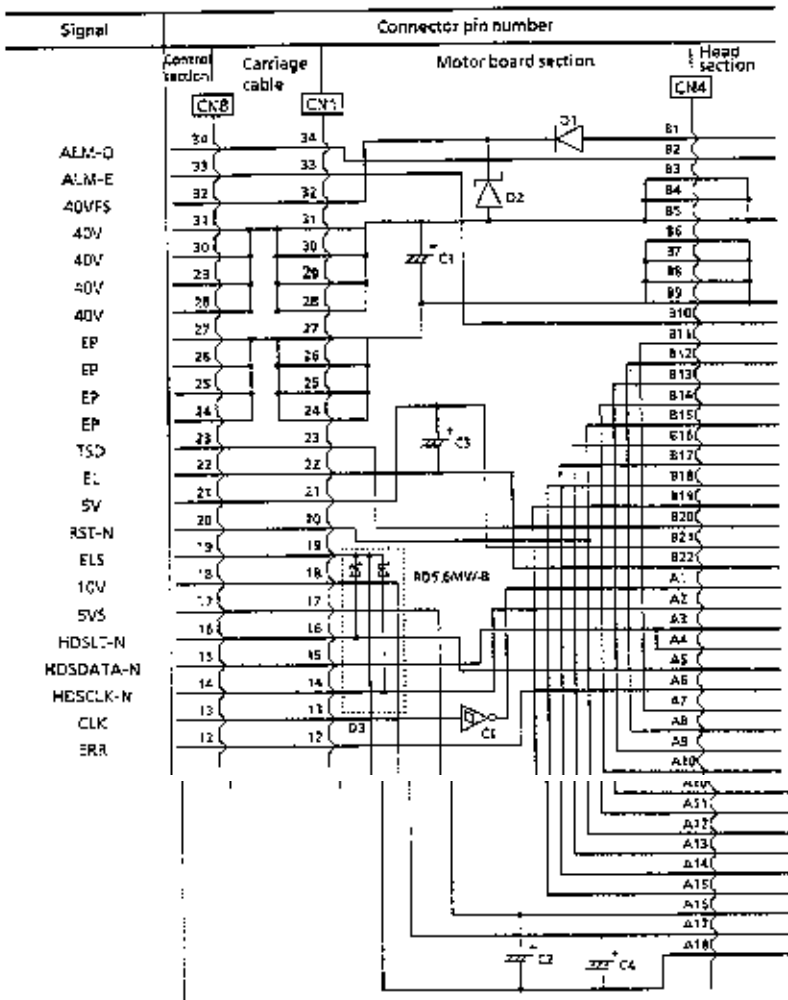 Signal Connector pin number
Control section Carriage cable Motor board section Head section
CN8 CN1 CN4
D1
B1
34 34 B2
ALM-D
33 33 B3
ALM-E B4
32 32 D2
40VFS B5
31 31
40V B6
30 30 C1 B7
40V
29 29 B8
40V B9
28 28
40V B10
27 27 B11
EP
26 26 B12
EP B13
25 25
EP B14
24 24 B15
EP
23 23 C3 B16
TSD
22 22 B17
EL B18
21 21
5V B19
20 20 B20
RST-N
19 19 B21
ELS B22
18 18 RD5.6MW-B A1
10V
17 17 A2
5VS A3
16 16 A4
HDSLT-N
15 15 A5
HDSDATA-N
14 14 A6
HDSCLK-N A7
13 13
CLK D3 A8
12 12 A9
ERR
A10
A10
A11
A12
A13
A14
A15
A16
A17
C2 C4 A18